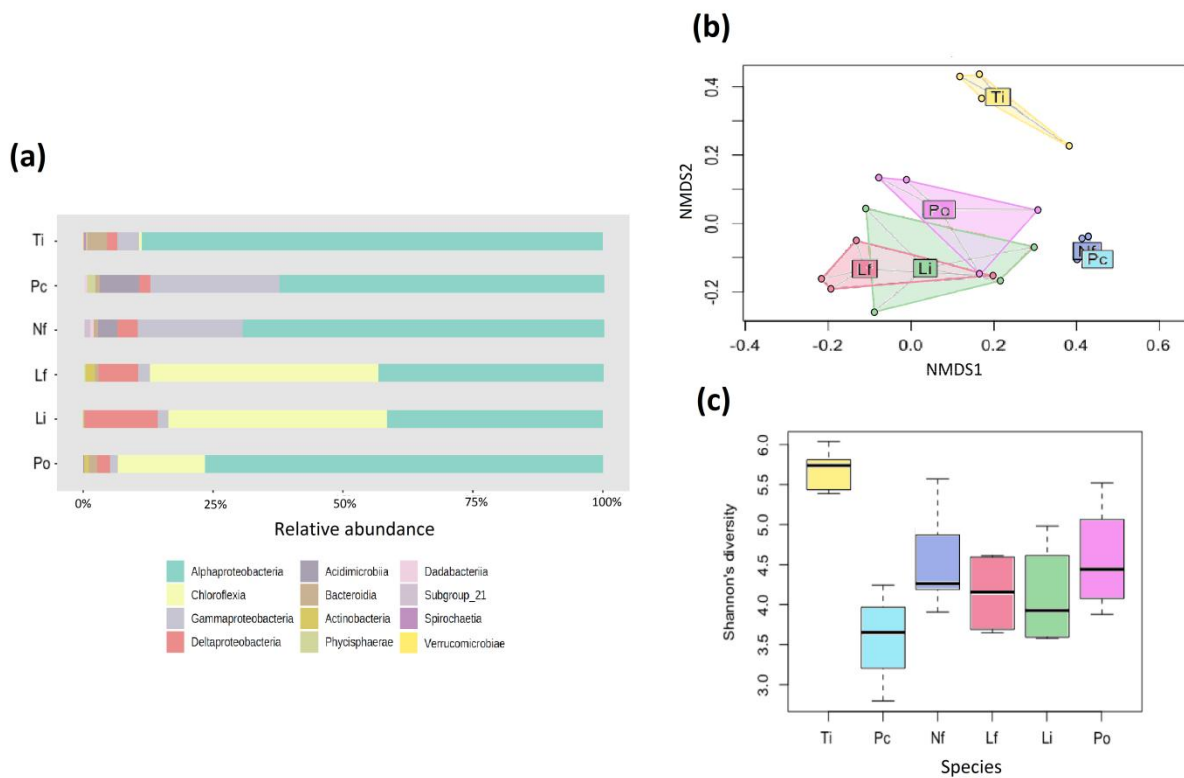 (a)
Ti
Pc
Nf
Lf
Li
Po
0%
25%
50%
75%
100%
Relative abundance
Alphaproteobacteria
Chloroflexia
Gammaproteobacteria
Deltaproteobacteria
Acidimicrobiia
Bacteroidia
Actinobacteria
Phycisphaerae
Dadabacteriia
Subgroup_21
Spirochaetia
Verrucomicrobiae
(b)
NMDS2
0.4
0.2
0.0
-0.2
Ti
Po
Lf
Li
Nf
Pc
-0.4
-0.2
0.0
0.2
0.4
0.6
NMDS1
(c)
Shannon's diversity
6.0
5.5
5.0
4.5
4.0
3.5
3.0
Ti
Pc
Nf
Lf
Li
Po
Species